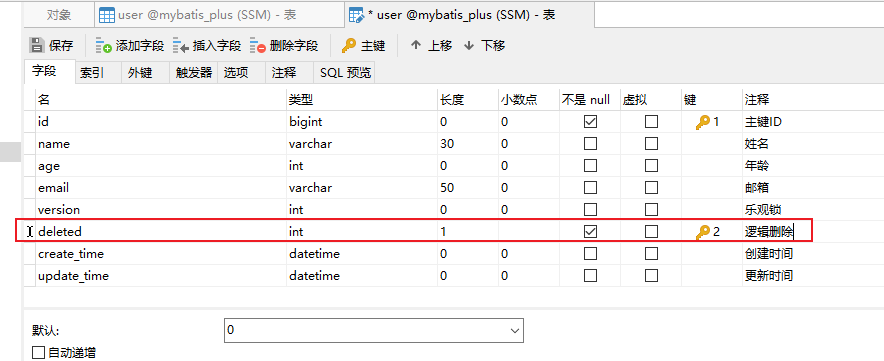 对象 user @mybatis_plus (SSM) - 表 * user @mybatis_plus (SSM) - 表
保存 添加字段 插入字段 删除字段 主键 上移 下移
字段 索引 外键 触发器 选项 注释 SQL 预览
名 类型 长度 小数点 不是 null 虚拟 键 注释
id bigint 0 0 1 主键ID
name varchar 30 0 姓名
age int 0 0 年龄
email varchar 50 0 邮箱
version int 0 0 乐观锁
deleted int 1 2 逻辑删除
create_time datetime 0 0 创建时间
update_time datetime 0 0 更新时间
默认: 0
自动递增